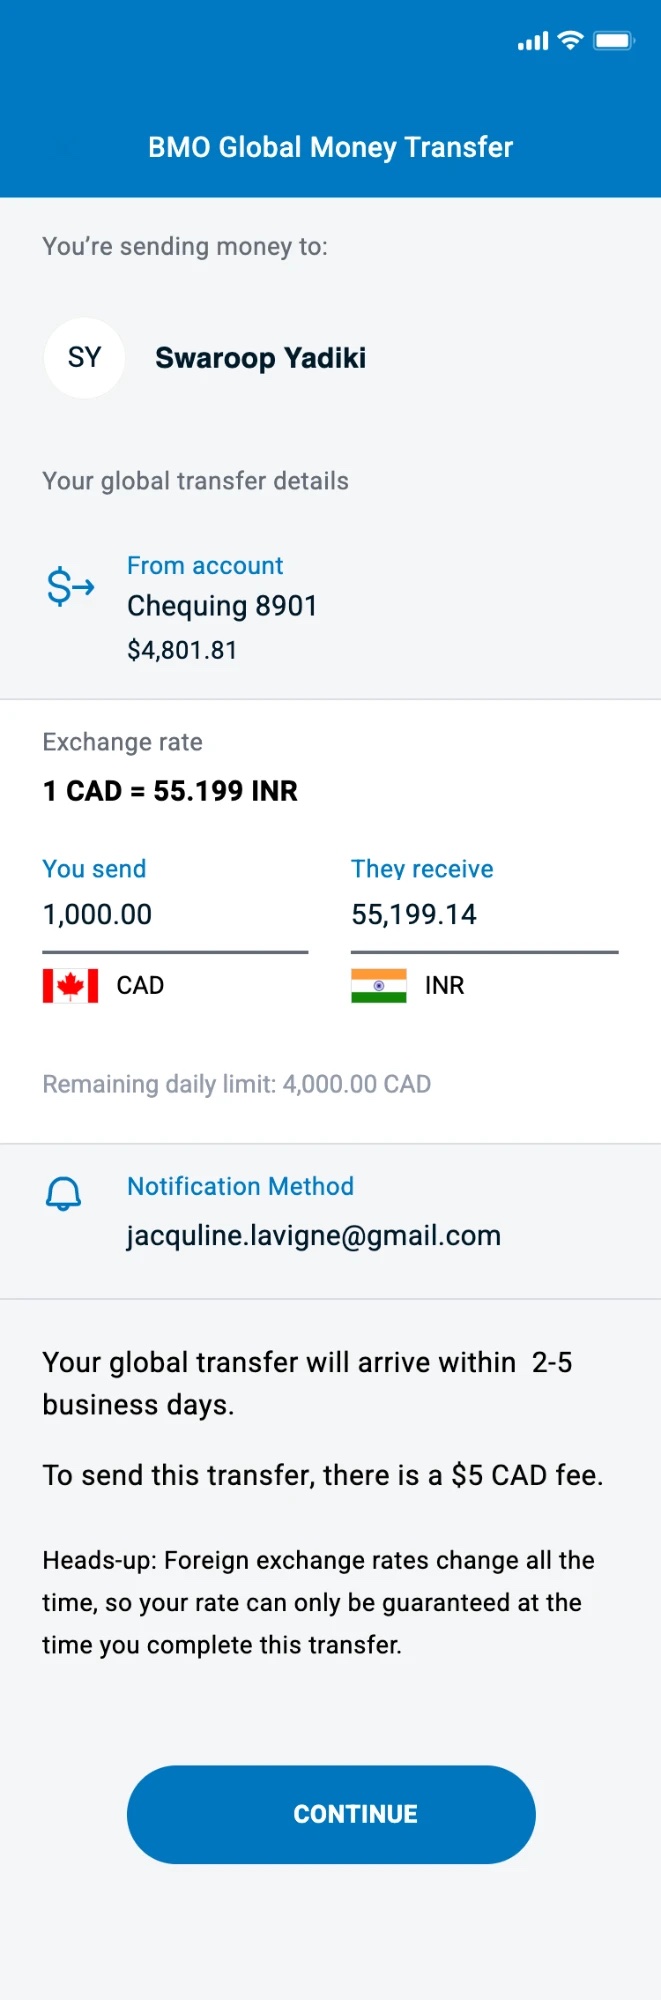 BMO Global Money Transfer
You’re sending money to:
SY
Swaroop Yadiki
Your global transfer details
From account
Chequing 8901
$4,801.81
Exchange rate
1 CAD = 55.199 INR
You send
They receive
1,000.00
55,199.14
CAD
INR
Remaining daily limit: 4,000.00 CAD
Notification Method
jacquline.lavigne@gmail.com
Your global transfer will arrive within  2-5
business days.
To send this transfer, there is a $5 CAD fee.
Heads-up: Foreign exchange rates change all the
time, so your rate can only be guaranteed at the
time you complete this transfer.
CONTINUE